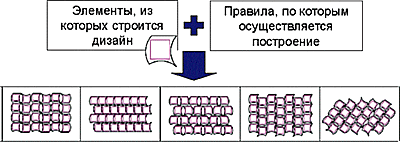 Элементы, из
которых строится
дизайн
Правила, по которым
осуществляется
построение